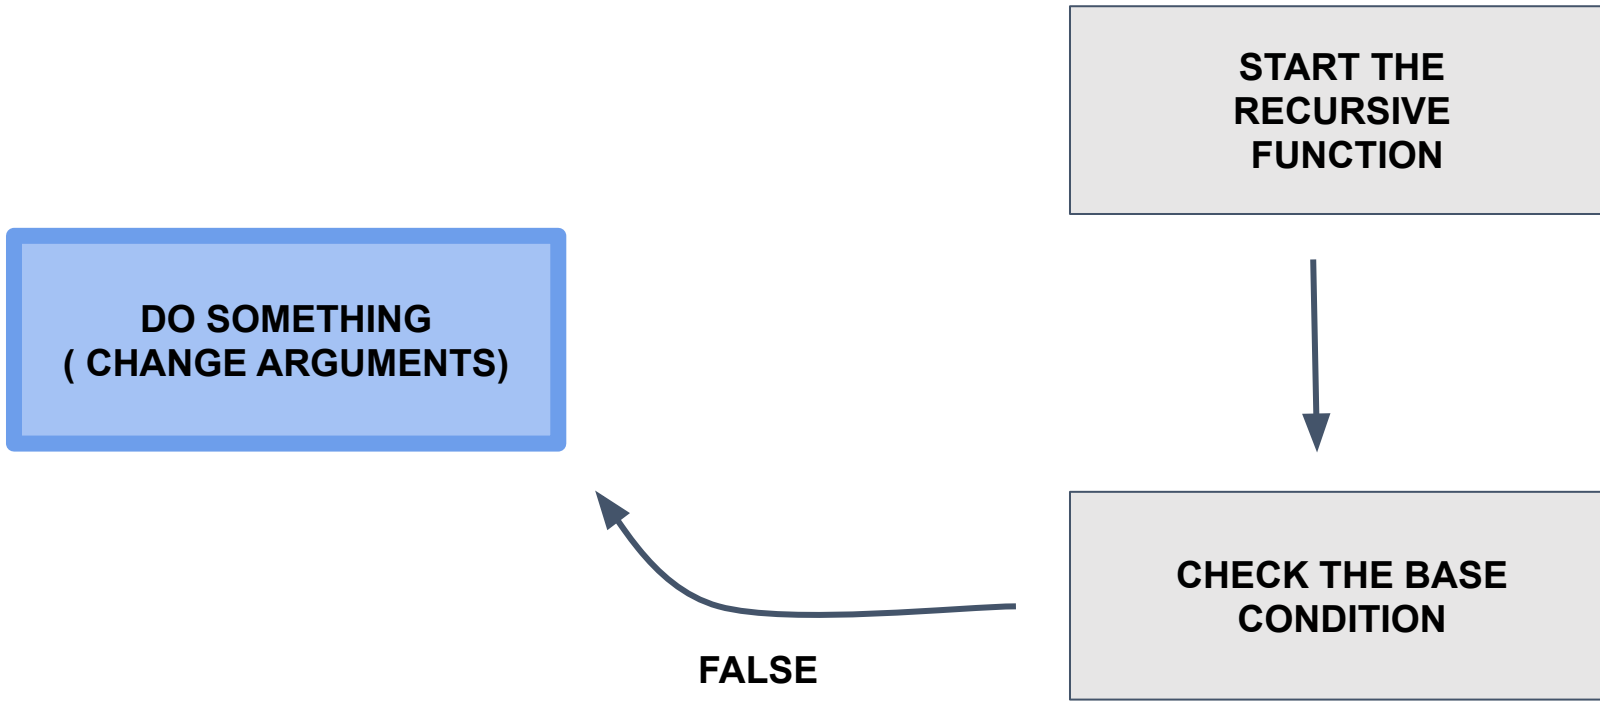 START THE
RECURSIVE
FUNCTION
DO SOMETHING
( CHANGE ARGUMENTS)
CHECK THE BASE
CONDITION
FALSE